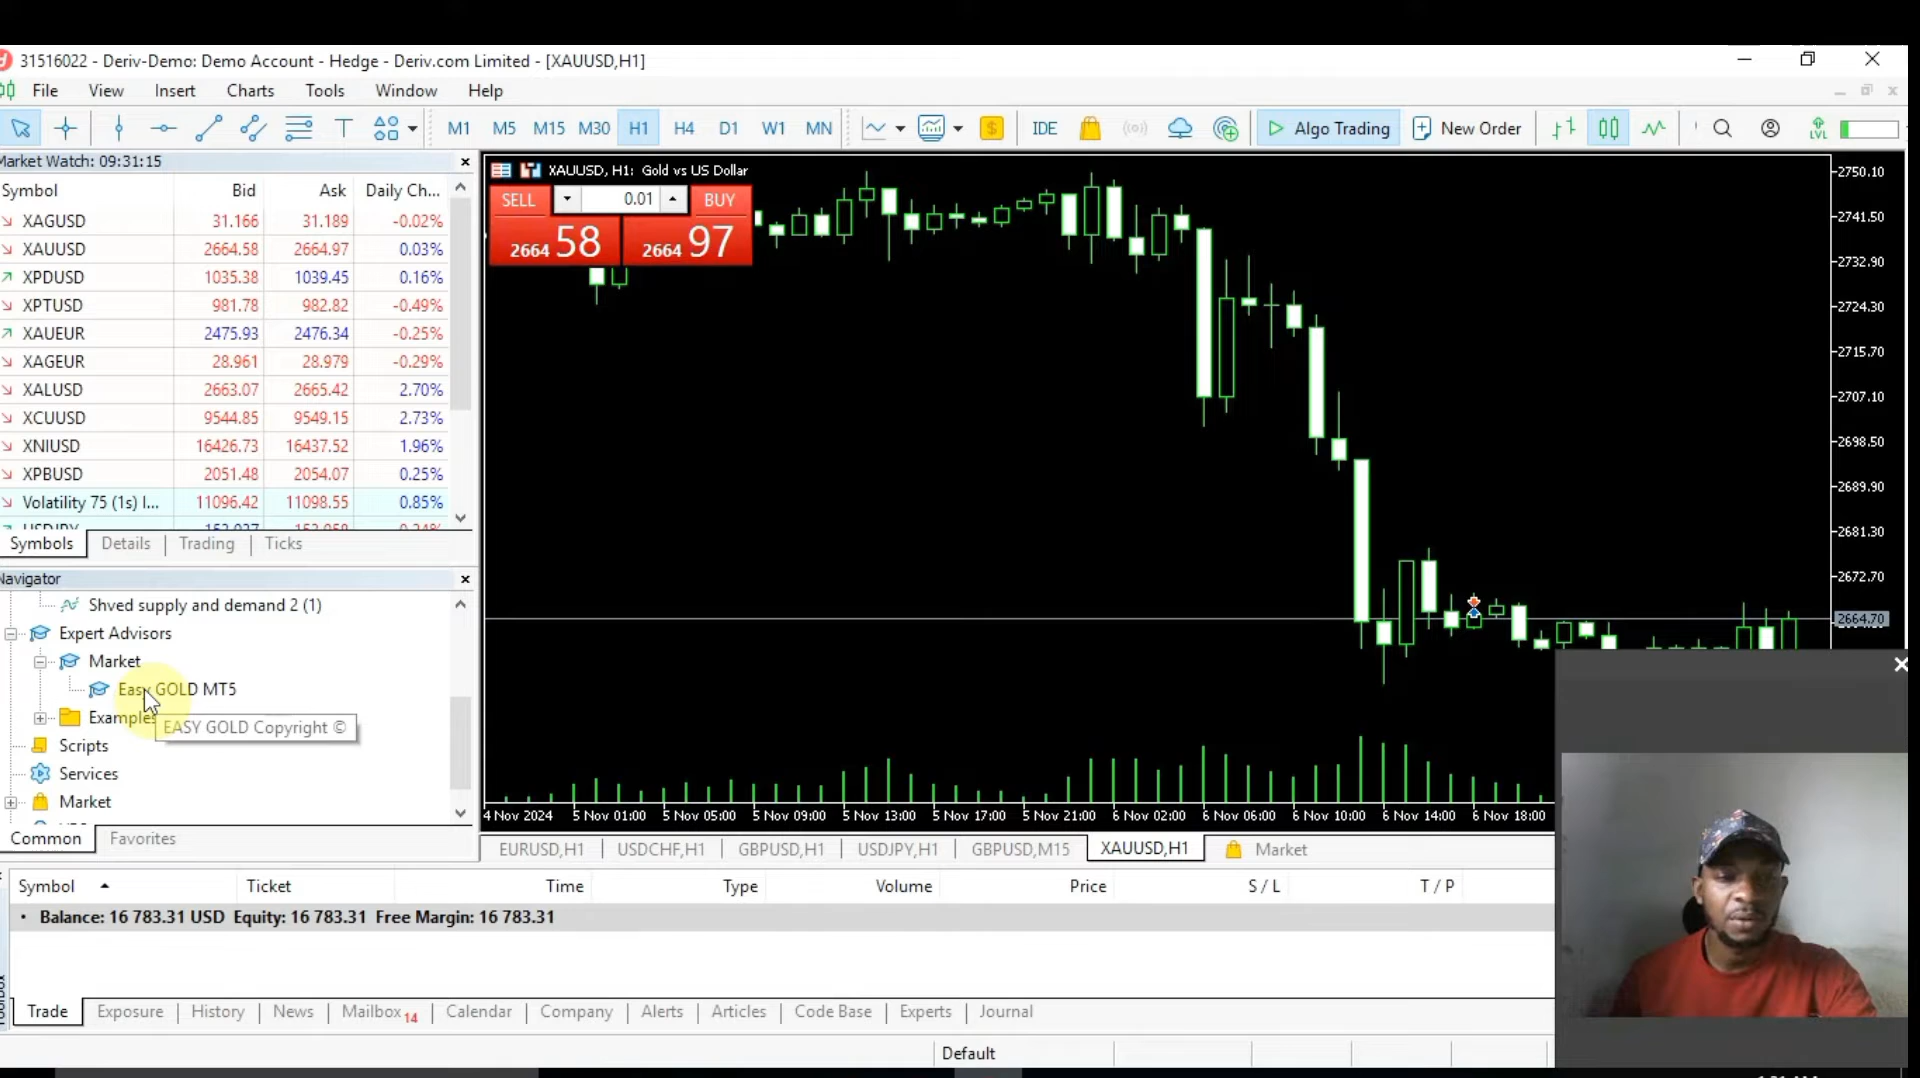 31516022 - Deriv-Demo: Demo Account - Hedge - Deriv.com Limited - [XAUUSD,H1]
File View Insert Charts Tools Window Help
M1 M5 M15 M30 H1 H4 D1 W1 MN IDE Algo Trading New Order LVL
Market Watch: 09:31:15
Symbol Bid Ask Daily Ch...
XAGUSD 31.166 31.189 -0.02%
XAUUSD 2664.58 2664.97 0.03%
XPDUSD 1035.38 1039.45 0.16%
XPTUSD 981.78 982.82 -0.49%
XAUEUR 2475.93 2476.34 -0.25%
XAGEUR 28.961 28.979 -0.29%
XALUSD 2663.07 2665.42 2.70%
XCUUSD 9544.85 9549.15 2.73%
XNIUSD 16426.73 16437.52 1.96%
XPBUSD 2051.48 2054.07 0.25%
Volatility 75 (1s) I... 11096.42 11098.55 0.85%
Symbols Details Trading Ticks
Navigator
Shved supply and demand 2 (1)
Expert Advisors
Market
Easy GOLD MT5
Examples
EASY GOLD Copyright ©
Scripts
Services
Market
Common Favorites
XAUUSD, H1: Gold vs US Dollar
SELL 0.01 BUY
2664 58 2664 97
2750.10
2741.50
2732.90
2724.30
2715.70
2707.10
2698.50
2689.90
2681.30
2672.70
2664.70
4 Nov 2024 5 Nov 01:00 5 Nov 05:00 5 Nov 09:00 5 Nov 13:00 5 Nov 17:00 5 Nov 21:00 6 Nov 02:00 6 Nov 06:00 6 Nov 10:00 6 Nov 14:00 6 Nov 18:00
EURUSD,H1 USDCHF,H1 GBPUSD,H1 USDJPY,H1 GBPUSD,M15 XAUUSD,H1 Market
Symbol Ticket Time Type Volume Price S / L T / P
Balance: 16 783.31 USD Equity: 16 783.31 Free Margin: 16 783.31
Trade Exposure History News Mailbox 14 Calendar Company Alerts Articles Code Base Experts Journal
Default